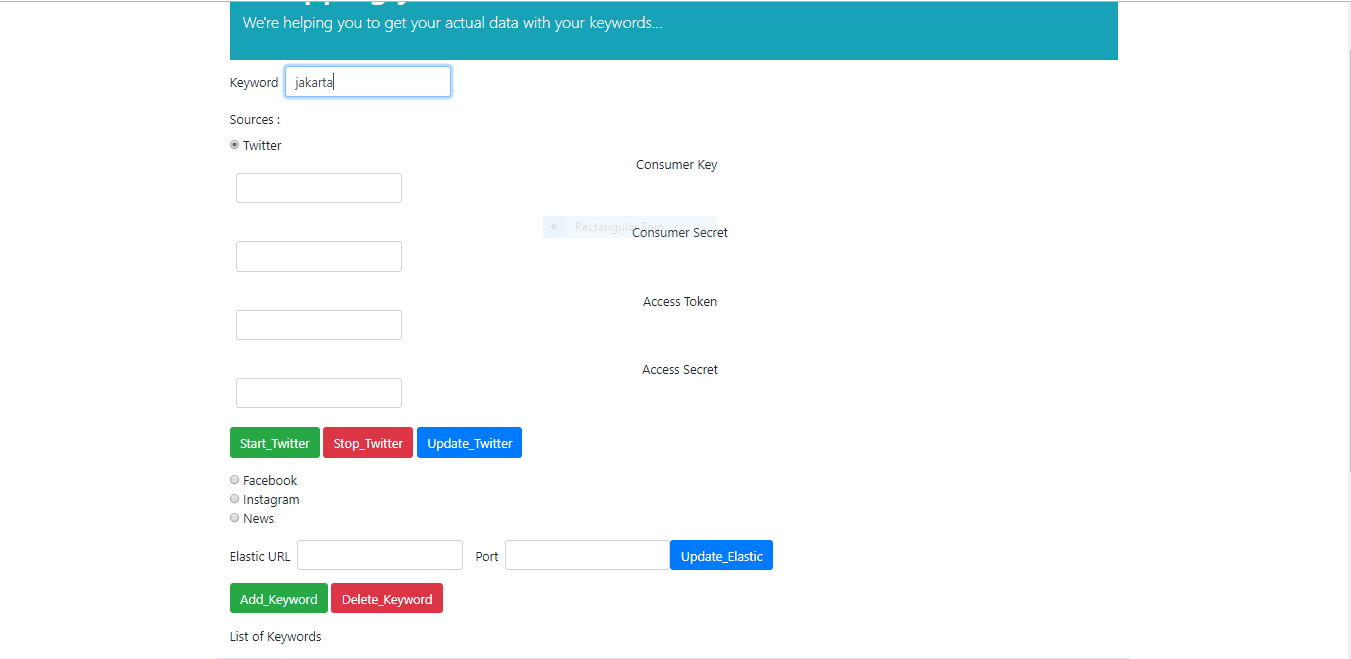 We're helping you to get your actual data with your keywords...
Keyword jakarta
Sources :
Twitter
Consumer Key
Consumer Secret
Access Token
Access Secret
Start_Twitter Stop_Twitter Update_Twitter
Facebook
Instagram
News
Elastic URL Port Update_Elastic
Add_Keyword Delete_Keyword
List of Keywords